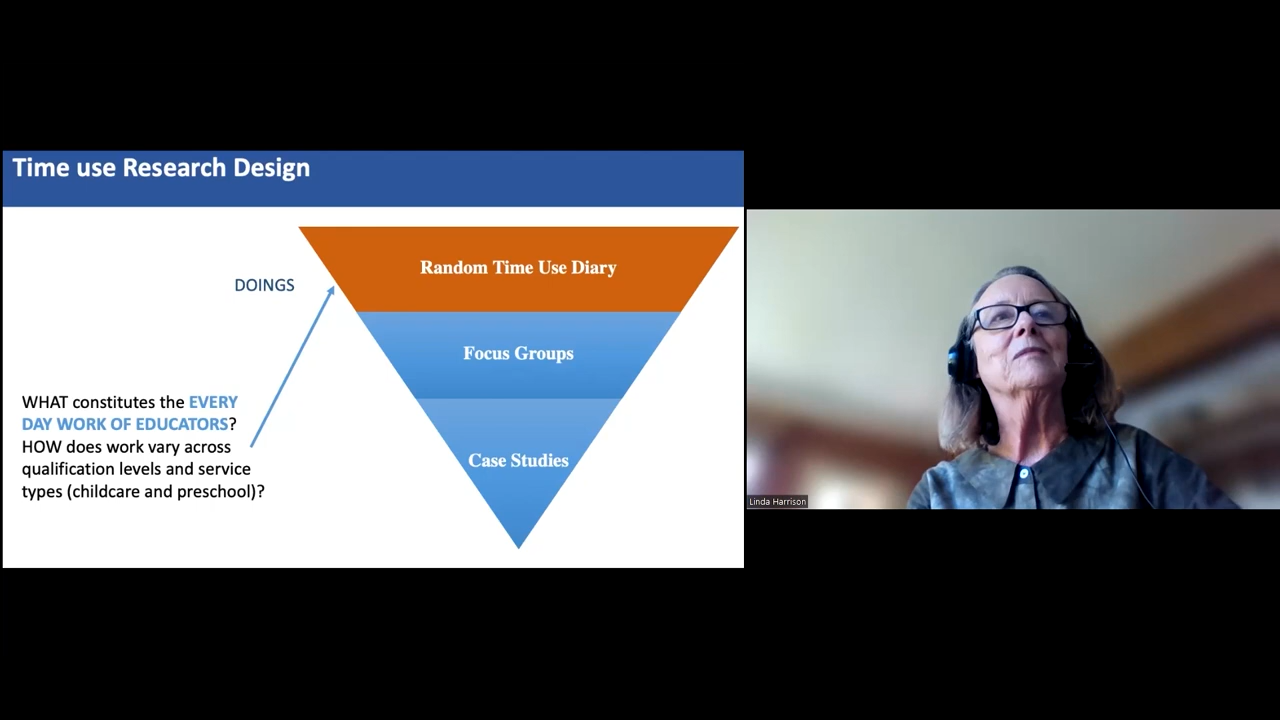 Time use Research Design
Random Time Use Diary
DOINGS
Focus Groups
WHAT constitutes the EVERY
DAY WORK OF EDUCATORS?
HOW does work vary across
qualification levels and service
types (childcare and preschool)?
Case Studies
Linda Harrison